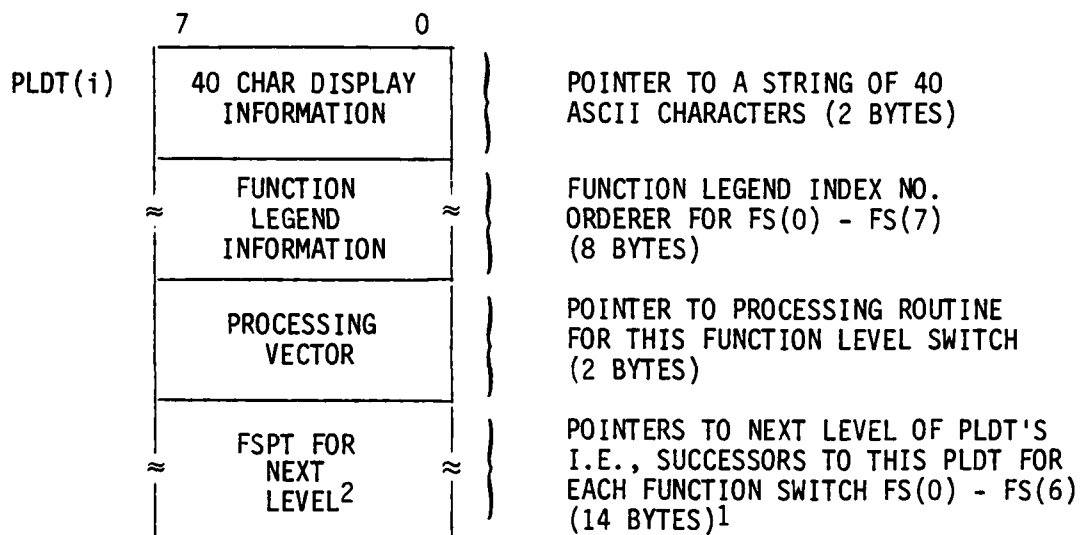 7 0
PLDT(i)
40 CHAR DISPLAY
INFORMATION
POINTER TO A STRING OF 40
ASCII CHARACTERS (2 BYTES)
≈ FUNCTION ≈
LEGEND
INFORMATION
FUNCTION LEGEND INDEX NO.
ORDERER FOR FS(0) - FS(7)
(8 BYTES)
PROCESSING
VECTOR
POINTER TO PROCESSING ROUTINE
FOR THIS FUNCTION LEVEL SWITCH
(2 BYTES)
≈ FSPT FOR ≈
NEXT
LEVEL2
POINTERS TO NEXT LEVEL OF PLDT'S
I.E., SUCCESSORS TO THIS PLDT FOR
EACH FUNCTION SWITCH FS(0) - FS(6)
(14 BYTES)1